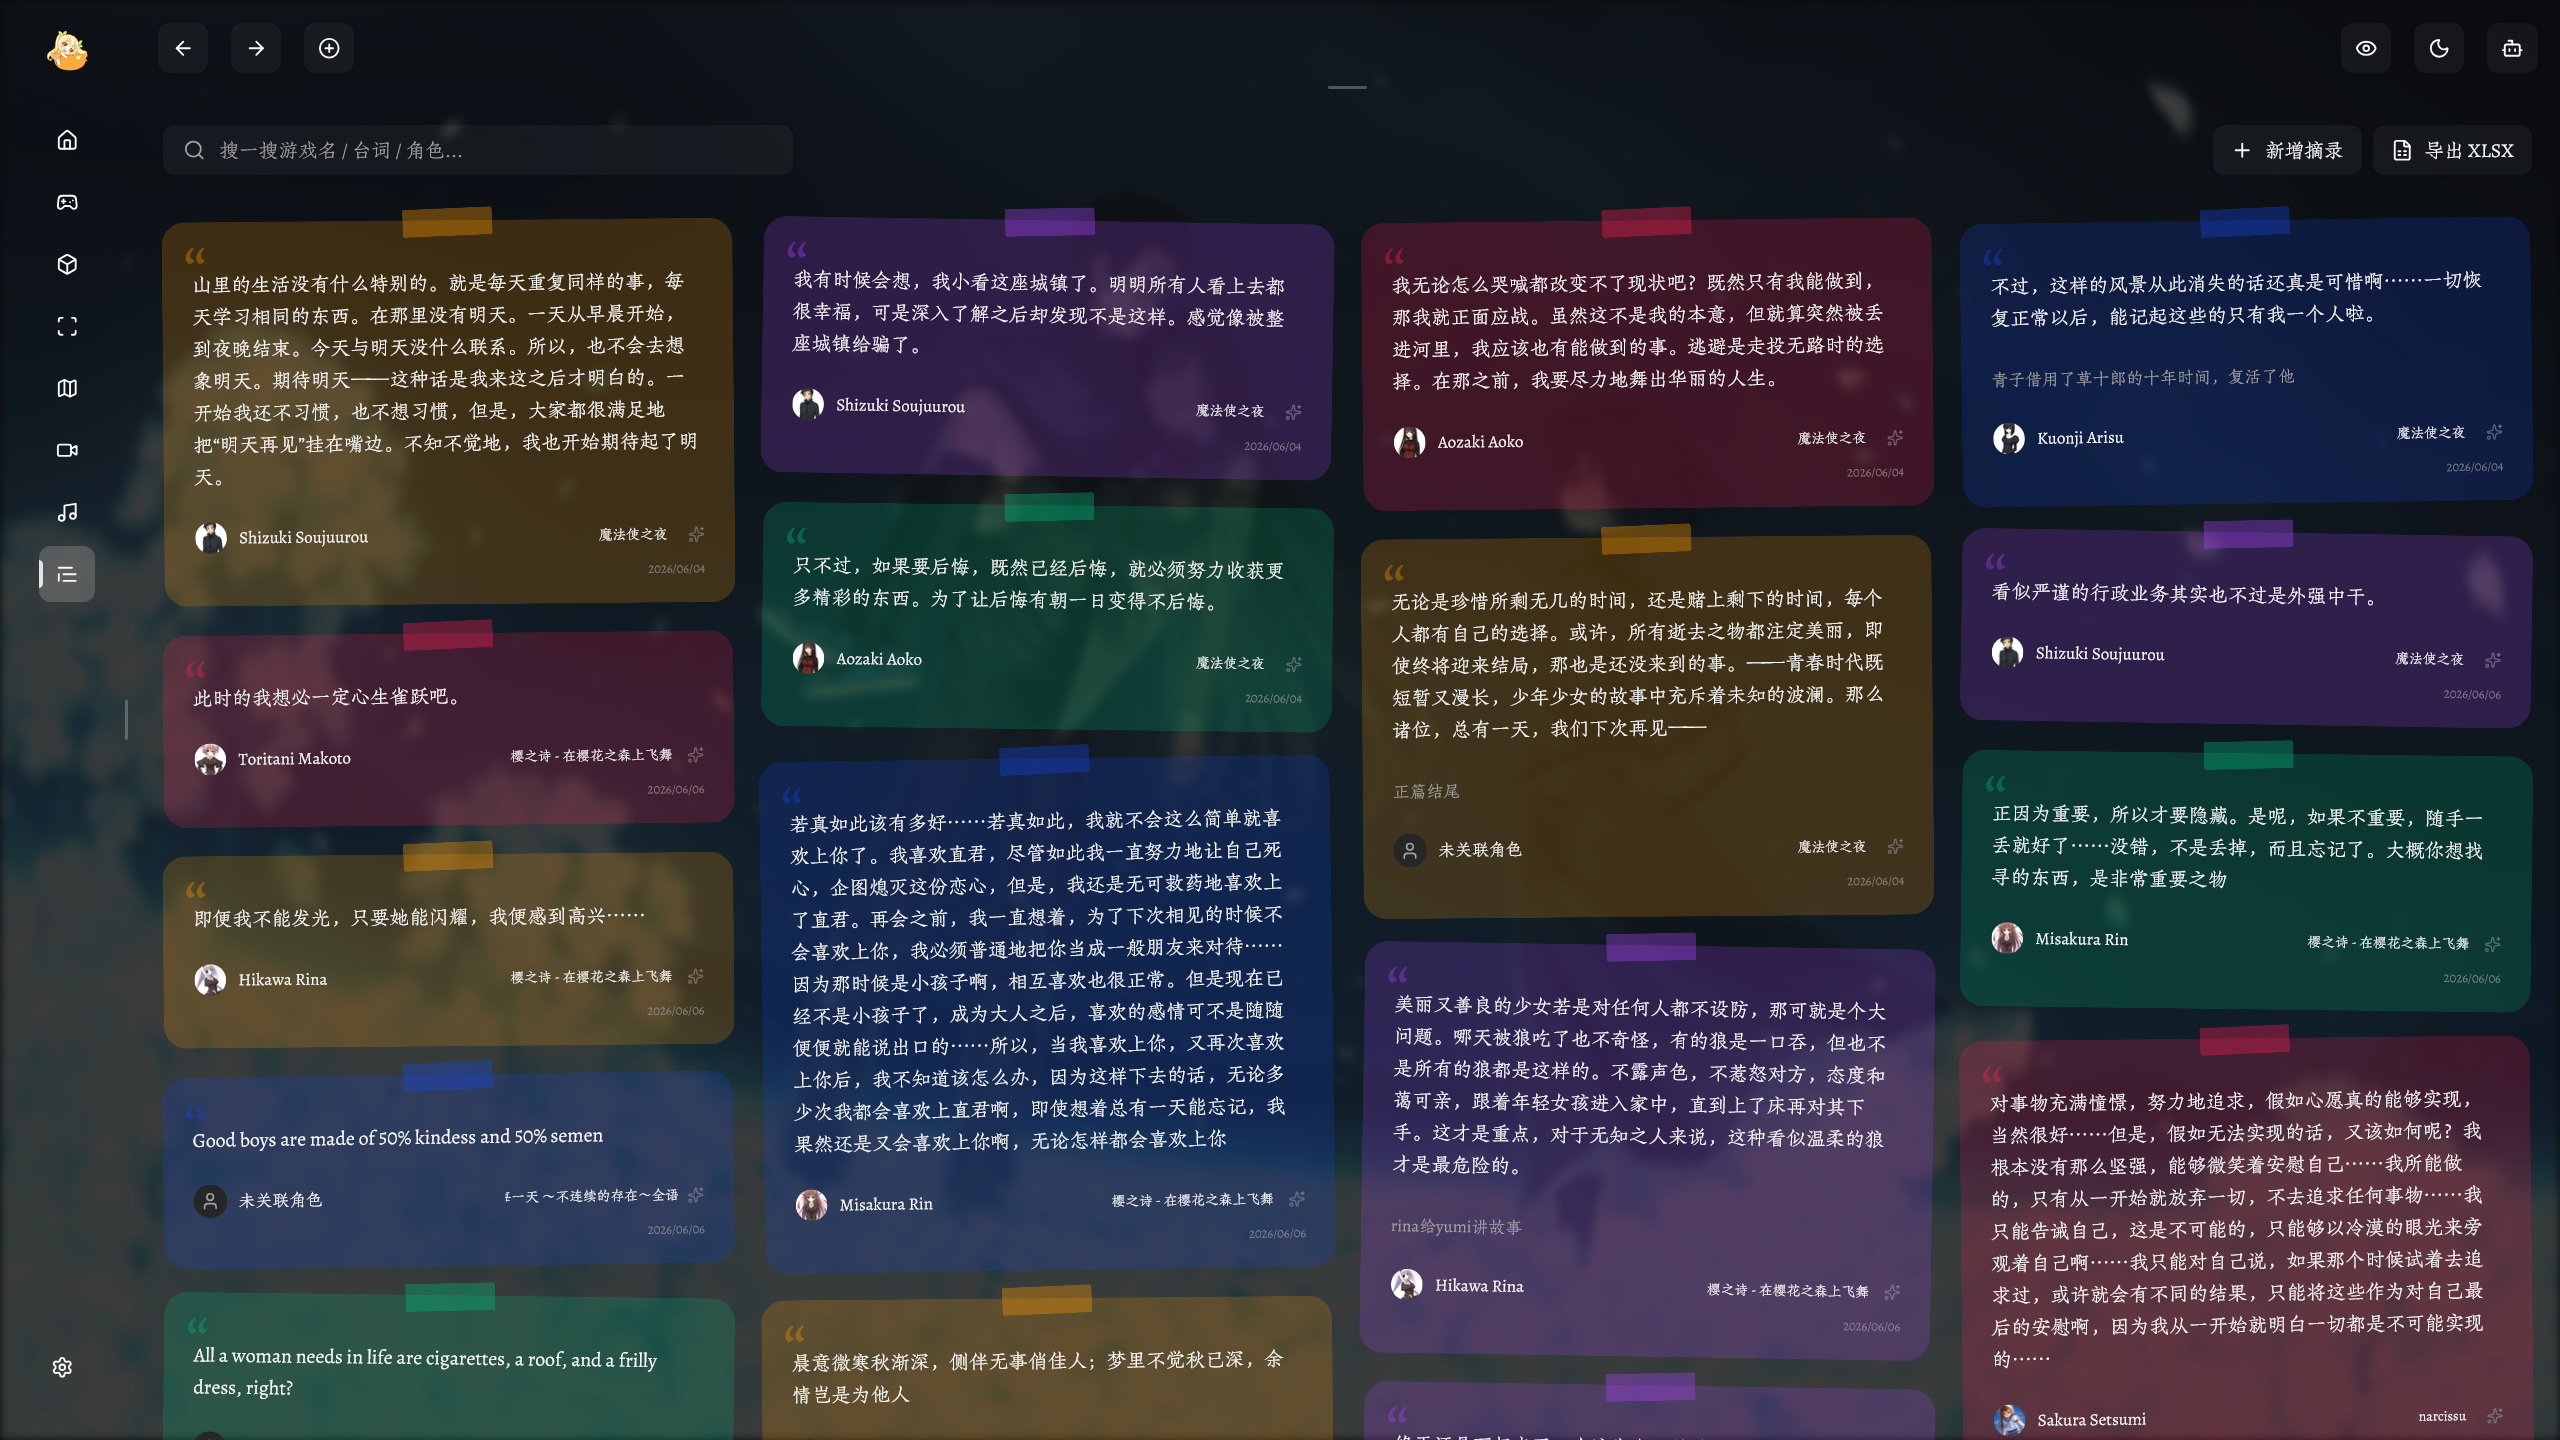 搜一搜游戏名 / 台词 / 角色...
新增摘录
导出 XLSX
山里的生活没有什么特别的。就是每天重复同样的事，每
天学习相同的东西。在那里没有明天。一天从早晨开始，
到夜晚结束。今天与明天没什么联系。所以，也不会去想
象明天。期待明天——这种话是我来这之后才明白的。一
开始我还不习惯，也不想习惯，但是，大家都很满足地
把“明天再见”挂在嘴边。不知不觉地，我也开始期待起了明
天。
Shizuki Soujuurou
魔法使之夜
2026/06/04
此时的我想必一定心生雀跃吧。
Toritani Makoto
樱之诗 - 在樱花之森上飞舞
2026/06/06
即便我不能发光，只要她能闪耀，我便感到高兴……
Hikawa Rina
樱之诗 - 在樱花之森上飞舞
2026/06/06
Good boys are made of 50% kindess and 50% semen
未关联角色
一天 ～不连续的存在～全语
2026/06/06
All a woman needs in life are cigarettes, a roof, and a frilly
dress, right?
我有时候会想，我小看这座城镇了。明明所有人看上去都
很幸福，可是深入了解之后却发现不是这样。感觉像被整
座城镇给骗了。
Shizuki Soujuurou
魔法使之夜
2026/06/04
只不过，如果要后悔，既然已经后悔，就必须努力收获更
多精彩的东西。为了让后悔有朝一日变得不后悔。
Aozaki Aoko
魔法使之夜
2026/06/04
若真如此该有多好……若真如此，我就不会这么简单就喜
欢上你了。我喜欢直君，尽管如此我一直努力地让自己死
心，企图熄灭这份恋心，但是，我还是无可救药地喜欢上
了直君。再会之前，我一直想着，为了下次相见的时候不
会喜欢上你，我必须普通地把你当成一般朋友来对待……
因为那时候是小孩子啊，相互喜欢也很正常。但是现在已
经不是小孩子了，成为大人之后，喜欢的感情可不是随随
便便就能说出口的……所以，当我喜欢上你，又再次喜欢
上你后，我不知道该怎么办，因为这样下去的话，无论多
少次我都会喜欢上直君啊，即使想着总有一天能忘记，我
果然还是又会喜欢上你啊，无论怎样都会喜欢上你
Misakura Rin
樱之诗 - 在樱花之森上飞舞
2026/06/06
晨意微寒秋渐深，侧伴无事俏佳人；梦里不觉秋已深，余
情岂是为他人
我无论怎么哭喊都改变不了现状吧？既然只有我能做到，
那我就正面应战。虽然这不是我的本意，但就算突然被丢
进河里，我应该也有能做到的事。逃避是走投无路时的选
择。在那之前，我要尽力地舞出华丽的人生。
Aozaki Aoko
魔法使之夜
2026/06/04
无论是珍惜所剩无几的时间，还是赌上剩下的时间，每个
人都有自己的选择。或许，所有逝去之物都注定美丽，即
使终将迎来结局，那也是还没来到的事。——青春时代既
短暂又漫长，少年少女的故事中充斥着未知的波澜。那么
诸位，总有一天，我们下次再见——
正篇结尾
未关联角色
魔法使之夜
2026/06/04
美丽又善良的少女若是对任何人都不设防，那可就是个大
问题。哪天被狼吃了也不奇怪，有的狼是一口吞，但也不
是所有的狼都是这样的。不露声色，不惹怒对方，态度和
蔼可亲，跟着年轻女孩进入家中，直到上了床再对其下
手。这才是重点，对于无知之人来说，这种看似温柔的狼
才是最危险的。
rina给yumi讲故事
Hikawa Rina
樱之诗 - 在樱花之森上飞舞
2026/06/06
不过，这样的风景从此消失的话还真是可惜啊……一切恢
复正常以后，能记起这些的只有我一个人啦。
青子借用了草十郎的十年时间，复活了他
Kuonji Arisu
魔法使之夜
2026/06/04
看似严谨的行政业务其实也不过是外强中干。
Shizuki Soujuurou
魔法使之夜
2026/06/06
正因为重要，所以才要隐藏。是呢，如果不重要，随手一
丢就好了……没错，不是丢掉，而且忘记了。大概你想找
寻的东西，是非常重要之物
Misakura Rin
樱之诗 - 在樱花之森上飞舞
2026/06/06
对事物充满憧憬，努力地追求，假如心愿真的能够实现，
当然很好……但是，假如无法实现的话，又该如何呢？我
根本没有那么坚强，能够微笑着安慰自己……我所能做
的，只有从一开始就放弃一切，不去追求任何事物……我
只能告诫自己，这是不可能的，只能够以冷漠的眼光来旁
观着自己啊……我只能对自己说，如果那个时候试着去追
求过，或许就会有不同的结果，只能将这些作为对自己最
后的安慰啊，因为我从一开始就明白一切都是不可能实现
的……
Sakura Setsumi
narcissu